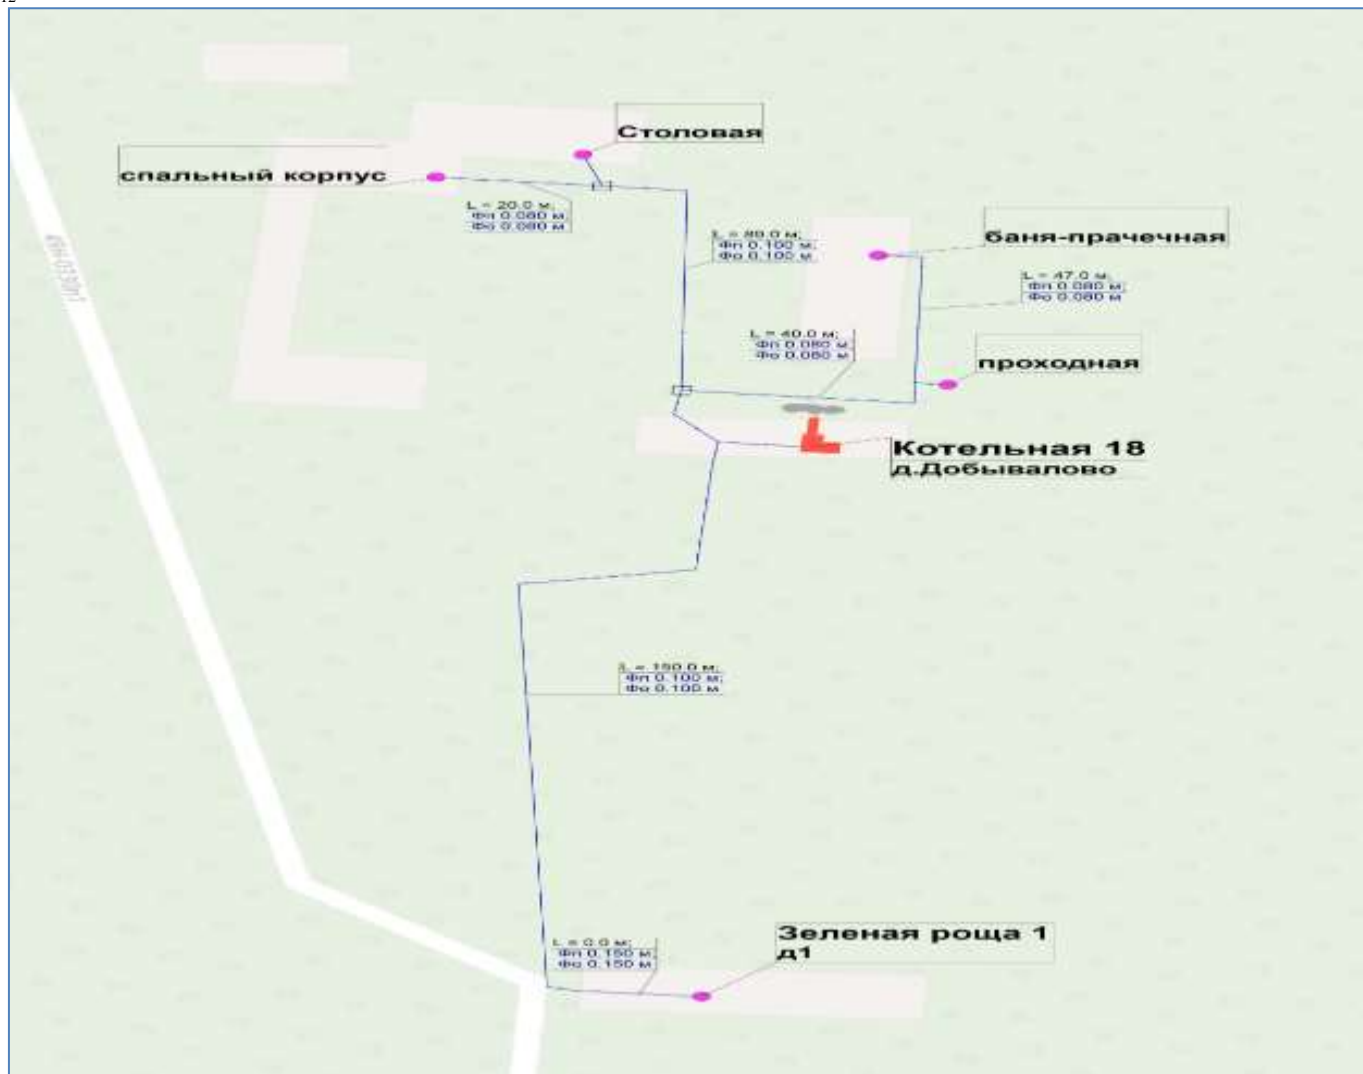 Столовая
спальный корпус
L = 20.0 м;
Фп 0.080 м
Фо 0.080 м
баня-прачечная
Фп 0.100 м;
Фо 0.100 м
L = 47.0 м;
Фп 0.080 м;
Фо 0.080 м
L = 40.0 м;
Фп 0.080 м
Фо 0.080 м
проходная
Котельная 18
д.Добывалово
Фп 0.100 м;
Фо 0.100 м
Зеленая роща 1
д1
L = 0.0 м;
Фп 0.150 м;
Фо 0.150 м